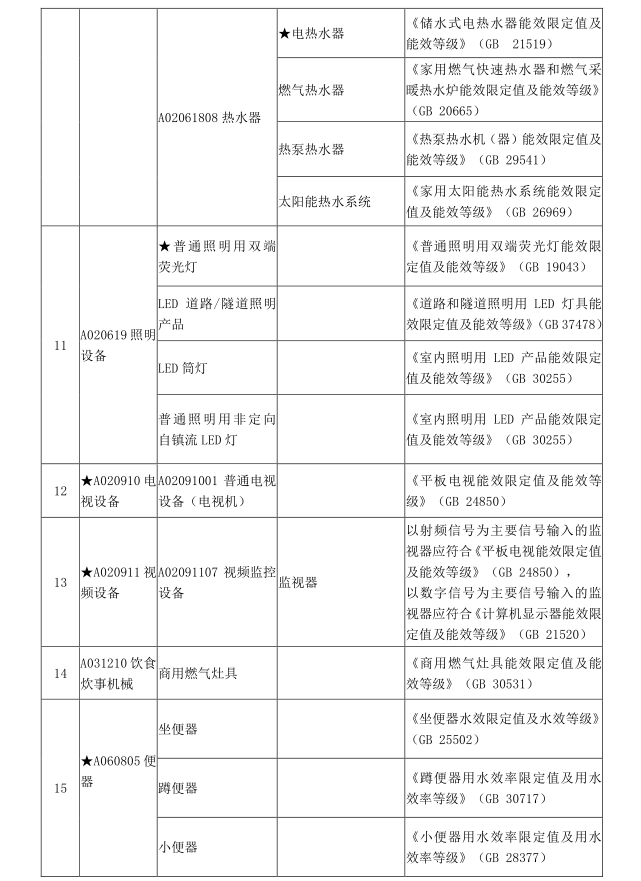 A02061808 热水器
★电热水器
《储水式电热水器能效限定值及
能效等级》（GB 21519）
燃气热水器
《家用燃气快速热水器和燃气采
暖热水炉能效限定值及能效等级》
（GB 20665）
热泵热水器
《热泵热水机（器）能效限定值及
能效等级》（GB 29541）
太阳能热水系统
《家用太阳能热水系统能效限定
值及能效等级》（GB 26969）
11
A020619 照明
设备
★普通照明用双端
荧光灯
《普通照明用双端荧光灯能效限
定值及能效等级》（GB 19043）
LED 道路/隧道照明
产品
《道路和隧道照明用 LED 灯具能
效限定值及能效等级》（GB 37478）
LED 筒灯
《室内照明用 LED 产品能效限定
值及能效等级》（GB 30255）
普通照明用非定向
自镇流 LED 灯
《室内照明用 LED 产品能效限定
值及能效等级》（GB 30255）
12
★A020910 电
视设备
A02091001 普通电视
设备（电视机）
《平板电视能效限定值及能效等
级》（GB 24850）
13
★A020911 视
频设备
A02091107 视频监控
设备
监视器
以射频信号为主要信号输入的监
视器应符合《平板电视能效限定值
及能效等级》（GB 24850），
以数字信号为主要信号输入的监
视器应符合《计算机显示器能效限
定值及能效等级》（GB 21520）
14
A031210 饮食
炊事机械
商用燃气灶具
《商用燃气灶具能效限定值及能
效等级》（GB 30531）
15
★A060805 便
器
坐便器
《坐便器水效限定值及水效等级》
（GB 25502）
蹲便器
《蹲便器用水效率限定值及用水
效率等级》（GB 30717）
小便器
《小便器用水效率限定值及用水
效率等级》（GB 28377）